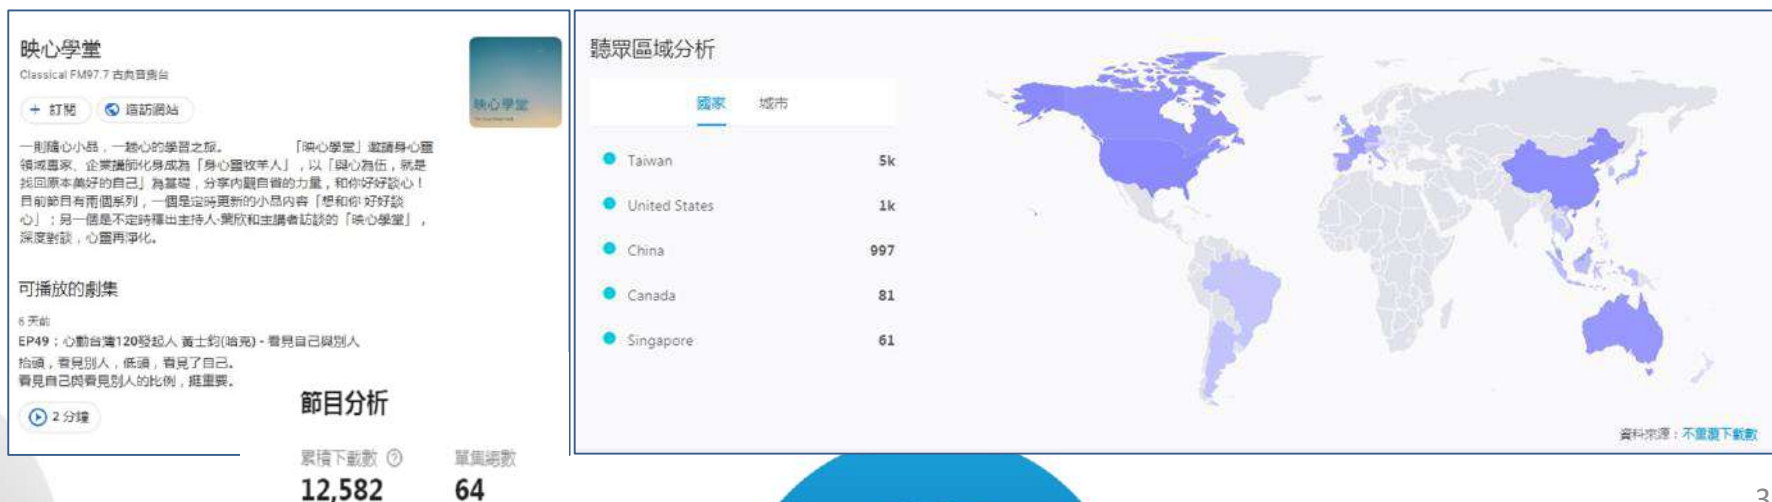 映心學堂
Classical FM97.7 古典音樂台
+ 訂閱
造訪網站
映心學堂
一則隨心小品，一趟心的學習之旅。 「映心學堂」邀請身心靈
領域專家、企業講師化身成為「身心靈牧羊人」，以「與心為伍，就是
找回原本美好的自己」為基礎，分享內觀自省的力量，和你好好談心！
目前節目有兩個系列，一個是定時更新的小品內容「想和你 好好談
心」；另一個是不定時釋出主持人-葉欣和主講者訪談的「映心學堂」，
深度對談，心靈再淨化。
可播放的劇集
6 天前
EP49：心動台灣120發起人 黃士鈞(哈克) - 看見自己與別人
抬頭，看見別人，低頭，看見了自己。
看見自己與看見別人的比例，挺重要。
2 分鐘
節目分析
累積下載數
單集總數
12,582
64
聽眾區域分析
國家
城市
Taiwan 5k
United States 1k
China 997
Canada 81
Singapore 61
資料來源：不重覆下載數
3